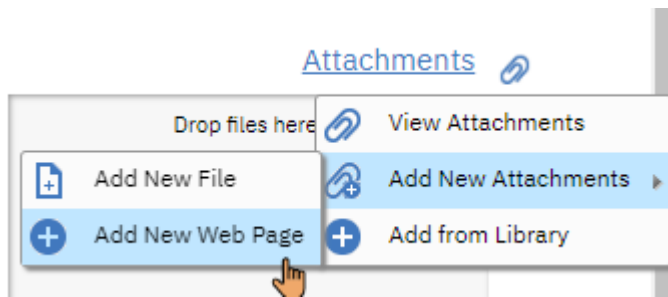 Attachments
Drop files here
View Attachments
Add New Attachments
Add from Library
Add New File
Add New Web Page